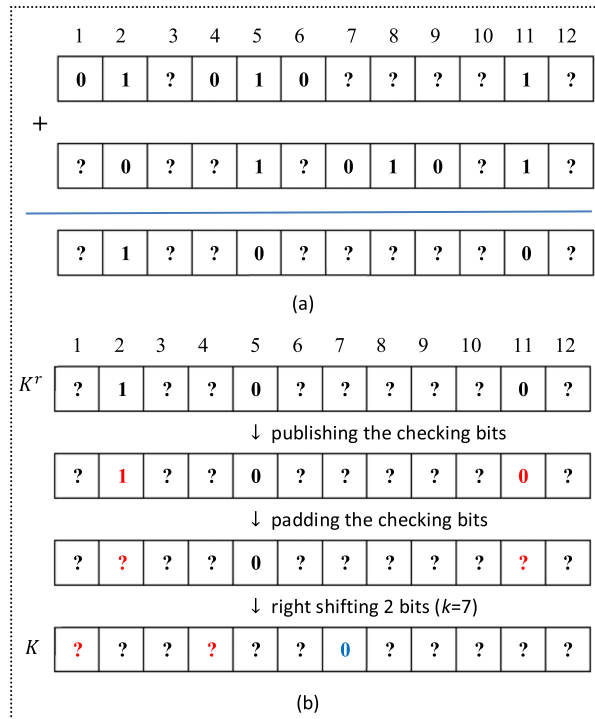 1 2 3 4 5 6 7 8 9 10 11 12
0 1 ? 0 1 0 ? ? ? ? 1 ?
+
? 0 ? ? 1 ? 0 1 0 ? 1 ?
? 1 ? ? 0 ? ? ? ? ? 0 ?
(a)
1 2 3 4 5 6 7 8 9 10 11 12
K^r ? 1 ? ? 0 ? ? ? ? ? 0 ?
↓ publishing the checking bits
? 1 ? ? 0 ? ? ? ? ? 0 ?
↓ padding the checking bits
? ? ? ? 0 ? ? ? ? ? ? ?
↓ right shifting 2 bits (k=7)
K ? ? ? ? ? ? 0 ? ? ? ? ?
(b)